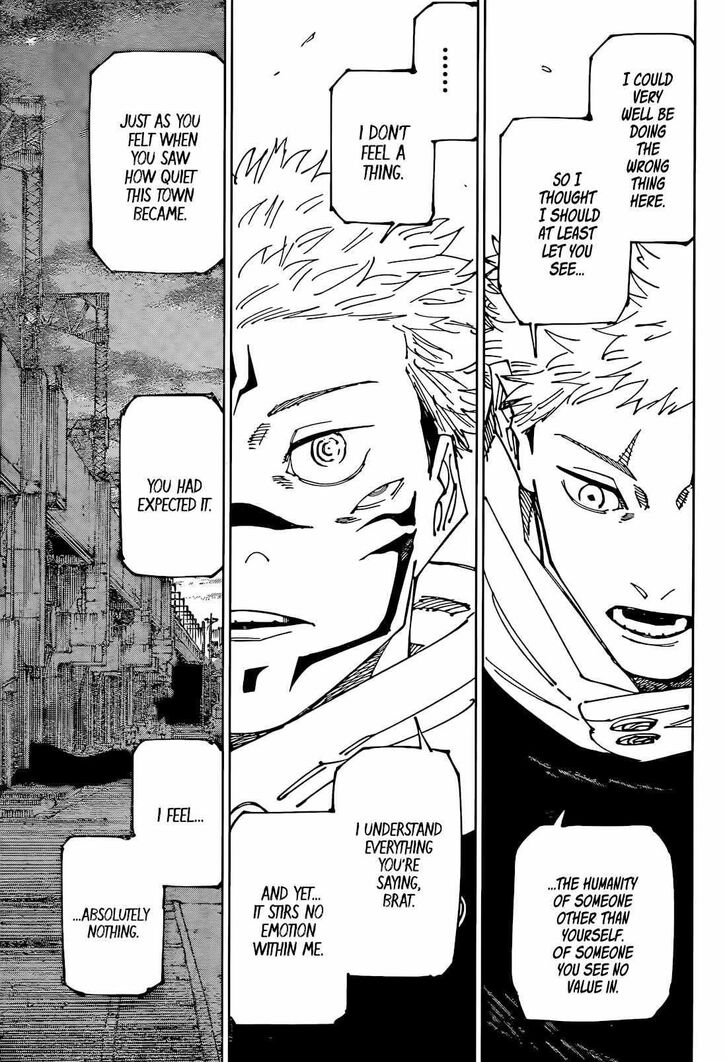 I COULD
VERY
WELL BE
DOING
THE
WRONG
THING
HERE.
SO I
THOUGHT
I SHOULD
AT LEAST
LET YOU
SEE...
...THE HUMANITY
OF SOMEONE
OTHER THAN
YOURSELF.
OF SOMEONE
YOU SEE NO
VALUE IN.
......
I DON'T
FEEL A
THING.
I UNDERSTAND
EVERYTHING
YOU'RE
SAYING,
BRAT.
AND YET...
IT STIRS NO
EMOTION
WITHIN ME.
JUST AS YOU
FELT WHEN
YOU SAW
HOW QUIET
THIS TOWN
BECAME.
YOU HAD
EXPECTED IT.
I FEEL...
...ABSOLUTELY
NOTHING.